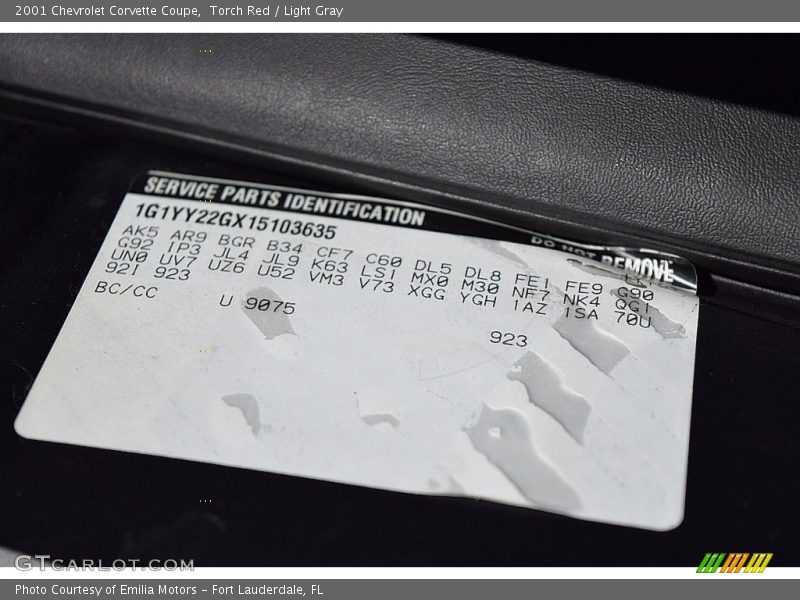 2001 Chevrolet Corvette Coupe, Torch Red / Light Gray
SERVICE PARTS IDENTIFICATION DO NOT REMOVE
1G1YY22GX15103635
AK5 AR9 BGR B34 CF7 C60 DL5 DL8 FE1 FE9 G90
G92 IP3 JL4 JL9 K63 LS1 MX0 M30 NF7 NK4 QG1
UN0 UV7 UZ6 U52 VM3 V73 XGG YGH 1AZ 1SA 70U
92I 923
BC/CC U 9075
923
GTcarlot.com
Photo Courtesy of Emilia Motors – Fort Lauderdale, FL